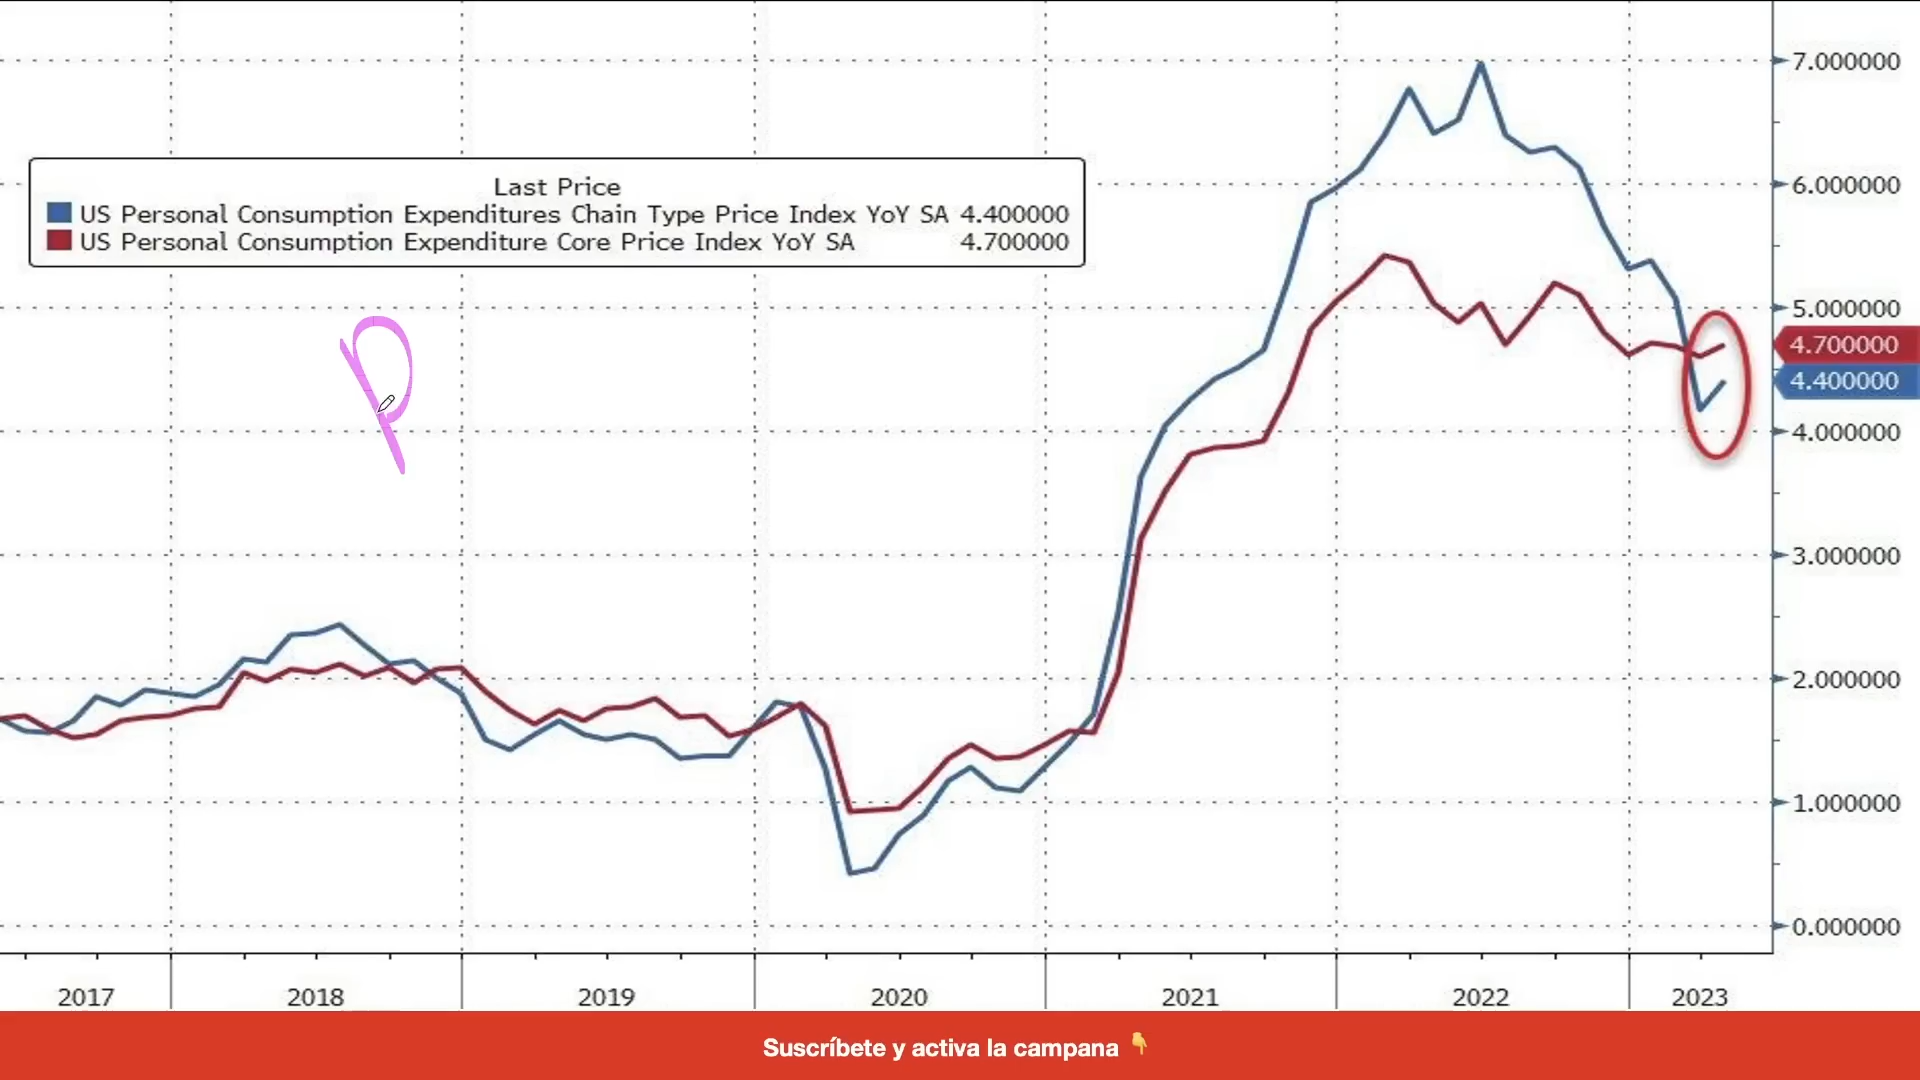 7.000000
Last Price
US Personal Consumption Expenditures Chain Type Price Index YoY SA 4.400000
US Personal Consumption Expenditure Core Price Index YoY SA 4.700000
6.000000
5.000000
4.700000
4.400000
4.000000
3.000000
2.000000
1.000000
0.000000
P
2017 2018 2019 2020 2021 2022 2023
Suscríbete y activa la campana 👇